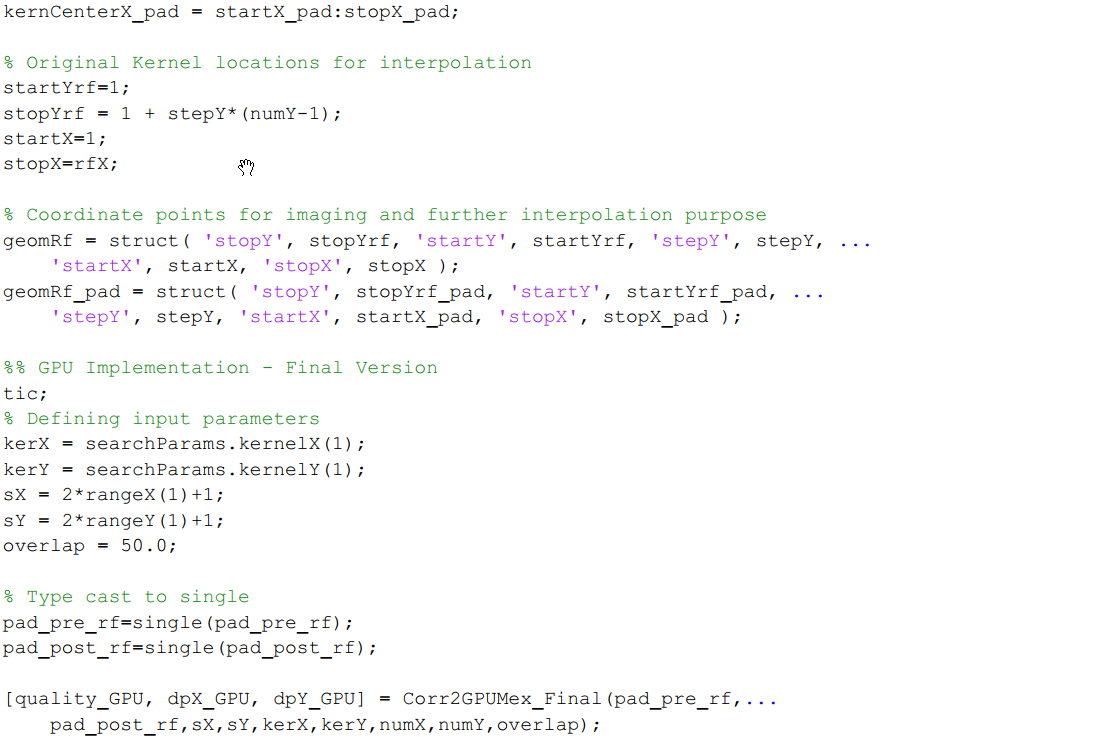 kernCenterX_pad = startX_pad:stopX_pad;
% Original Kernel locations for interpolation
startYrf=1;
stopYrf = 1 + stepY*(numY-1);
startX=1;
stopX=rfX;
% Coordinate points for imaging and further interpolation purpose
geomRf = struct( 'stopY', stopYrf, 'startY', startYrf, 'stepY', stepY, ...
    'startX', startX, 'stopX', stopX );
geomRf_pad = struct( 'stopY', stopYrf_pad, 'startY', startYrf_pad, ...
    'stepY', stepY, 'startX', startX_pad, 'stopX', stopX_pad );
%% GPU Implementation - Final Version
tic;
% Defining input parameters
kerX = searchParams.kernelX(1);
kerY = searchParams.kernelY(1);
sX = 2*rangeX(1)+1;
sY = 2*rangeY(1)+1;
overlap = 50.0;
% Type cast to single
pad_pre_rf=single(pad_pre_rf);
pad_post_rf=single(pad_post_rf);
[quality_GPU, dpX_GPU, dpY_GPU] = Corr2GPUMex_Final(pad_pre_rf,...
    pad_post_rf,sX,sY,kerX,kerY,numX,numY,overlap);